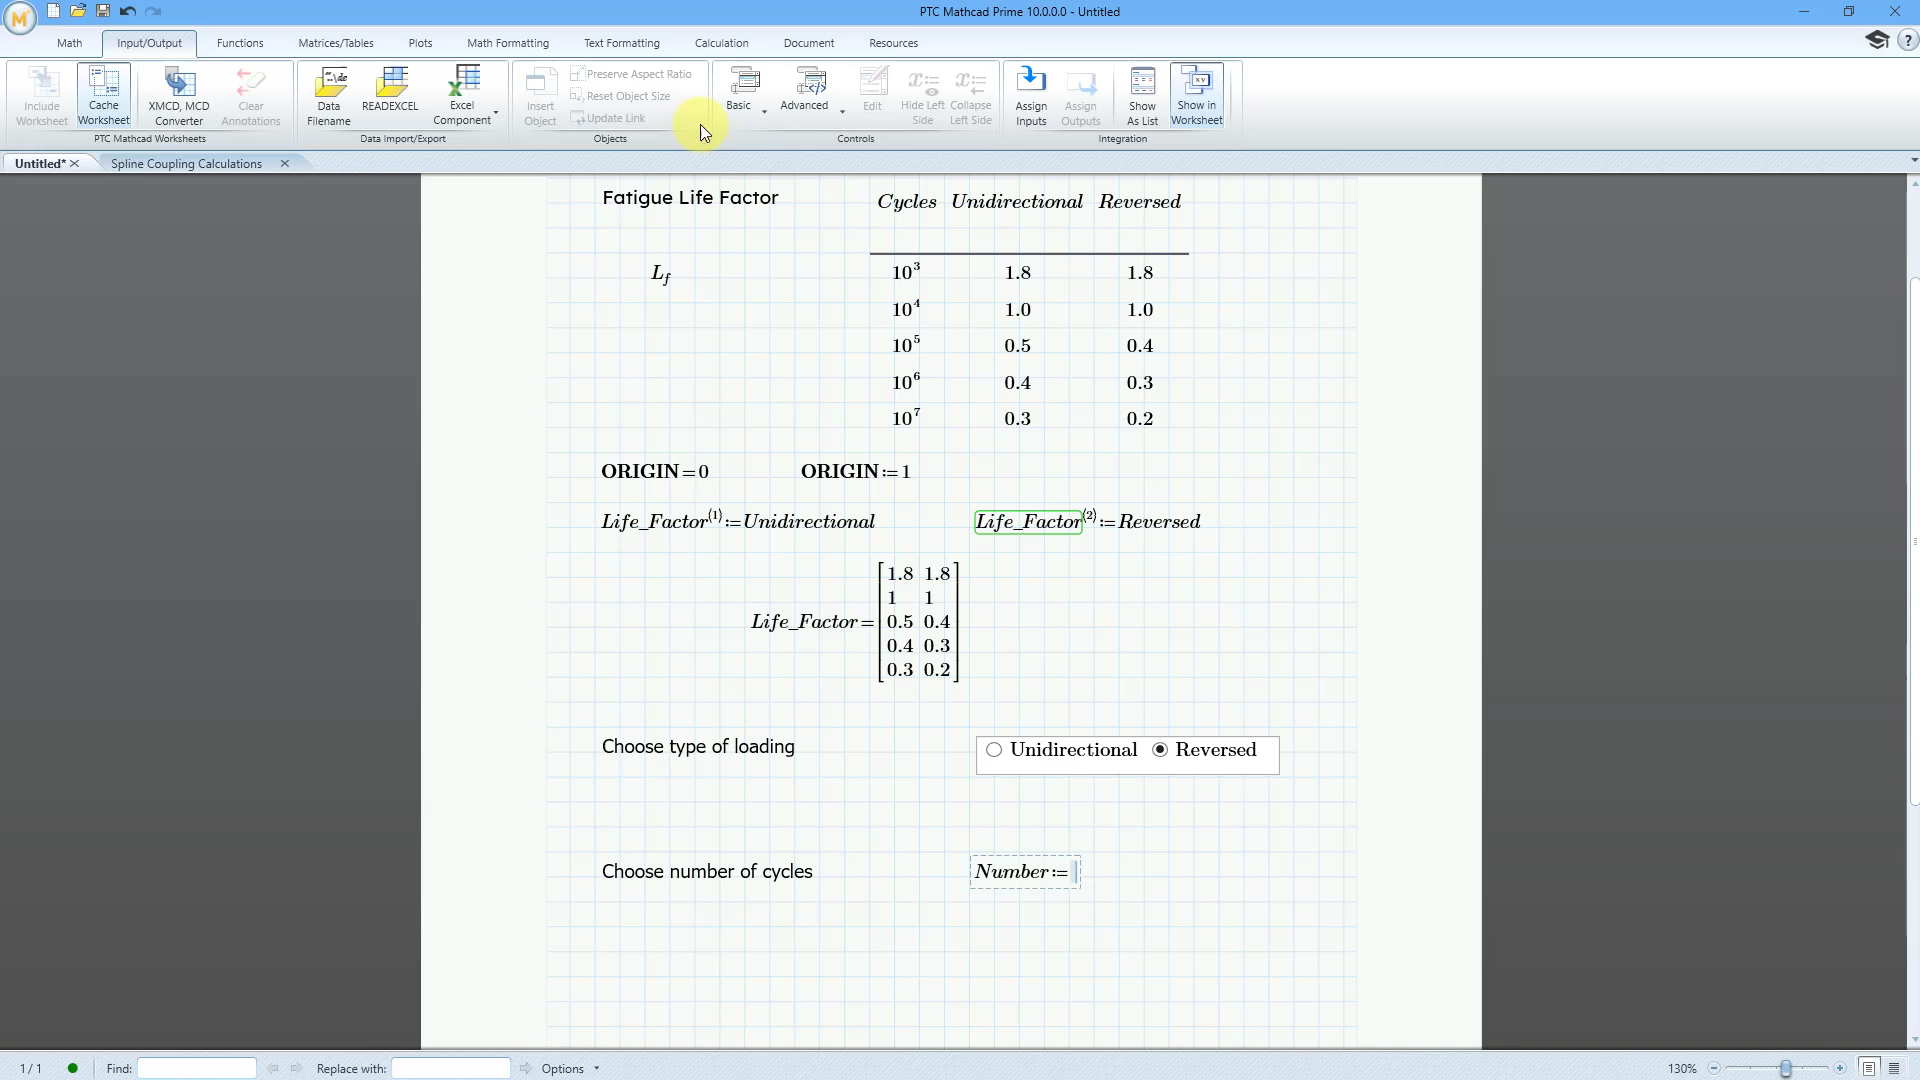 PTC Mathcad Prime 10.0.0.0 - Untitled
Math Input/Output Functions Matrices/Tables Plots Math Formatting Text Formatting Calculation Document Resources
Include Worksheet
Cache Worksheet
XMCD, MCD Converter
Clear Annotations
PTC Mathcad Worksheets
Data Filename
READEXCEL
Excel Component
Data Import/Export
Insert Object
Preserve Aspect Ratio
Reset Object Size
Update Link
Objects
Basic
Advanced
Edit
Hide Left Side
Collapse Left Side
Controls
Assign Inputs
Assign Outputs
Show As List
Show in Worksheet
Integration
Untitled* Spline Coupling Calculations
Fatigue Life Factor Cycles Unidirectional Reversed
L_f 10³ 1.8 1.8
10⁴ 1.0 1.0
10⁵ 0.5 0.4
10⁶ 0.4 0.3
10⁷ 0.3 0.2
ORIGIN=0 ORIGIN:=1
Life_Factor⟨1⟩:=Unidirectional Life_Factor⟨2⟩:=Reversed
1.8 1.8
1 1
Life_Factor= 0.5 0.4
0.4 0.3
0.3 0.2
Choose type of loading Unidirectional Reversed
Choose number of cycles Number:=
1 / 1 Find: Replace with: Options 130%